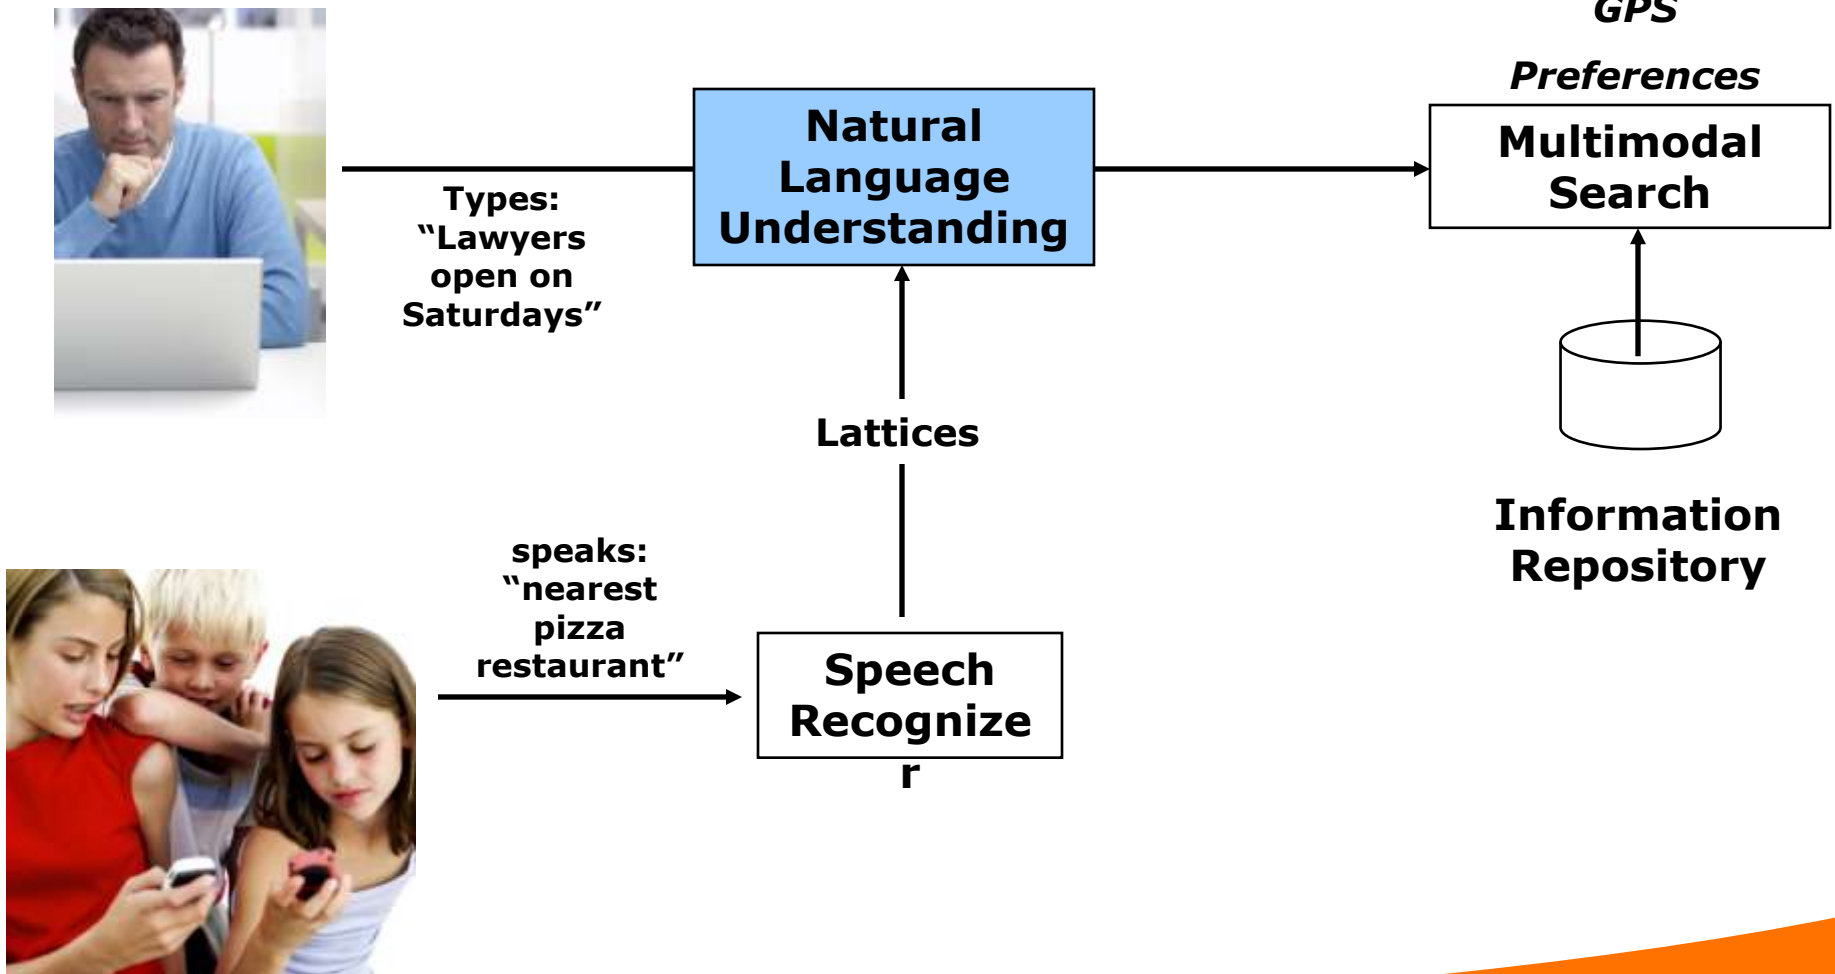 GPS
Preferences
Natural
Language
Understanding
Multimodal
Search
Types:
“Lawyers
open on
Saturdays”
Lattices
Information
Repository
speaks:
“nearest
pizza
restaurant”
Speech
Recognize
r